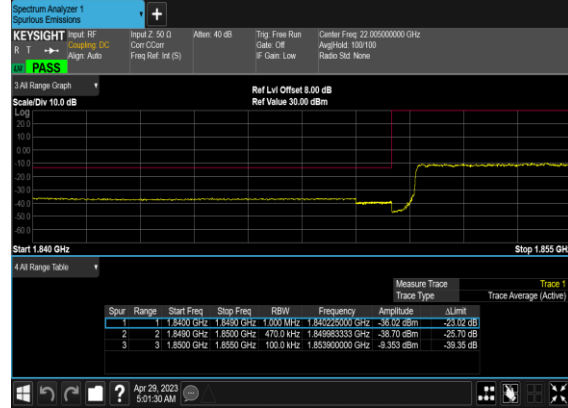 Spectrum Analyzer 1
Spurious Emissions
KEYSIGHT Input: RF Input Z: 50 Ω Atten: 40 dB Trig: Free Run Center Freq: 22.005000000 GHz
R T Coupling: DC Corr CCorr Gate: Off Avg|Hold: 100/100
Align: Auto Freq Ref: Int (S) IF Gain: Low Radio Std: None
PASS
3 All Range Graph
Ref Lvl Offset 8.00 dB
Scale/Div 10.0 dB Ref Value 30.00 dBm
Log
20.0
10.0
0.00
-10.0
-20.0
-30.0
-40.0
-50.0
-60.0
Start 1.840 GHz Stop 1.855 GH
4 All Range Table
Measure Trace Trace 1
Trace Type Trace Average (Active)
Spur Range Start Freq Stop Freq RBW Frequency Amplitude ΔLimit
1 1 1.8400 GHz 1.8490 GHz 1.000 MHz 1.840225000 GHz -36.02 dBm -23.02 dB
2 2 1.8490 GHz 1.8500 GHz 470.0 kHz 1.849983333 GHz -38.70 dBm -25.70 dB
3 3 1.8500 GHz 1.8550 GHz 100.0 kHz 1.853900000 GHz -9.353 dBm -39.35 dB
Apr 29, 2023
5:01:30 AM